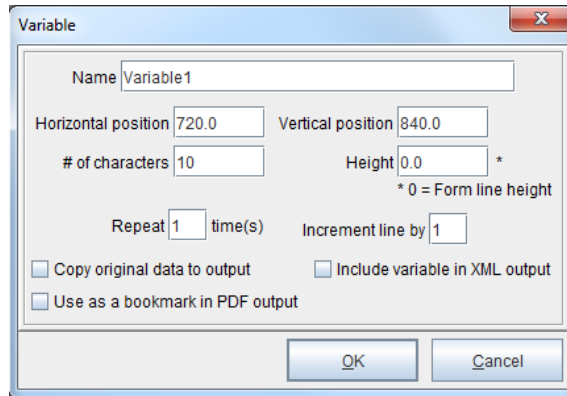 Variable
Name Variable1
Horizontal position 720.0 Vertical position 840.0
# of characters 10 Height 0.0 *
* 0 = Form line height
Repeat 1 time(s) Increment line by 1
Copy original data to output Include variable in XML output
Use as a bookmark in PDF output
OK Cancel